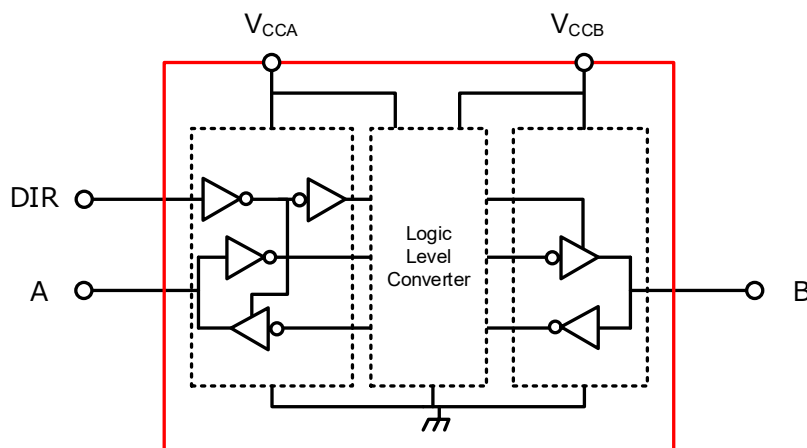 VCCA
VCCB
DIR
A
Logic
Level
Converter
B